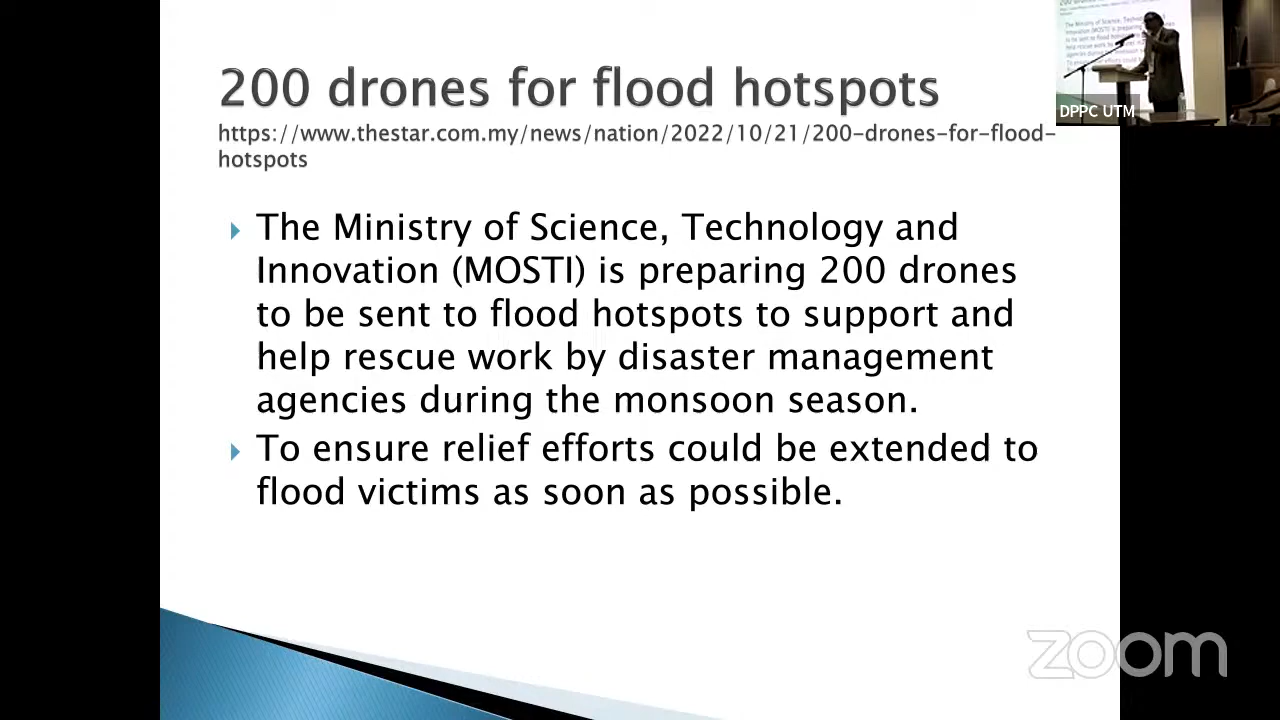 200 drones for flood hotspots
https://www.thestar.com.my/news/nation/2022/10/21/200-drones-for-flood-
hotspots
The Ministry of Science, Technology and
Innovation (MOSTI) is preparing 200 drones
to be sent to flood hotspots to support and
help rescue work by disaster management
agencies during the monsoon season.
To ensure relief efforts could be extended to
flood victims as soon as possible.
DPPC UTM
zoom